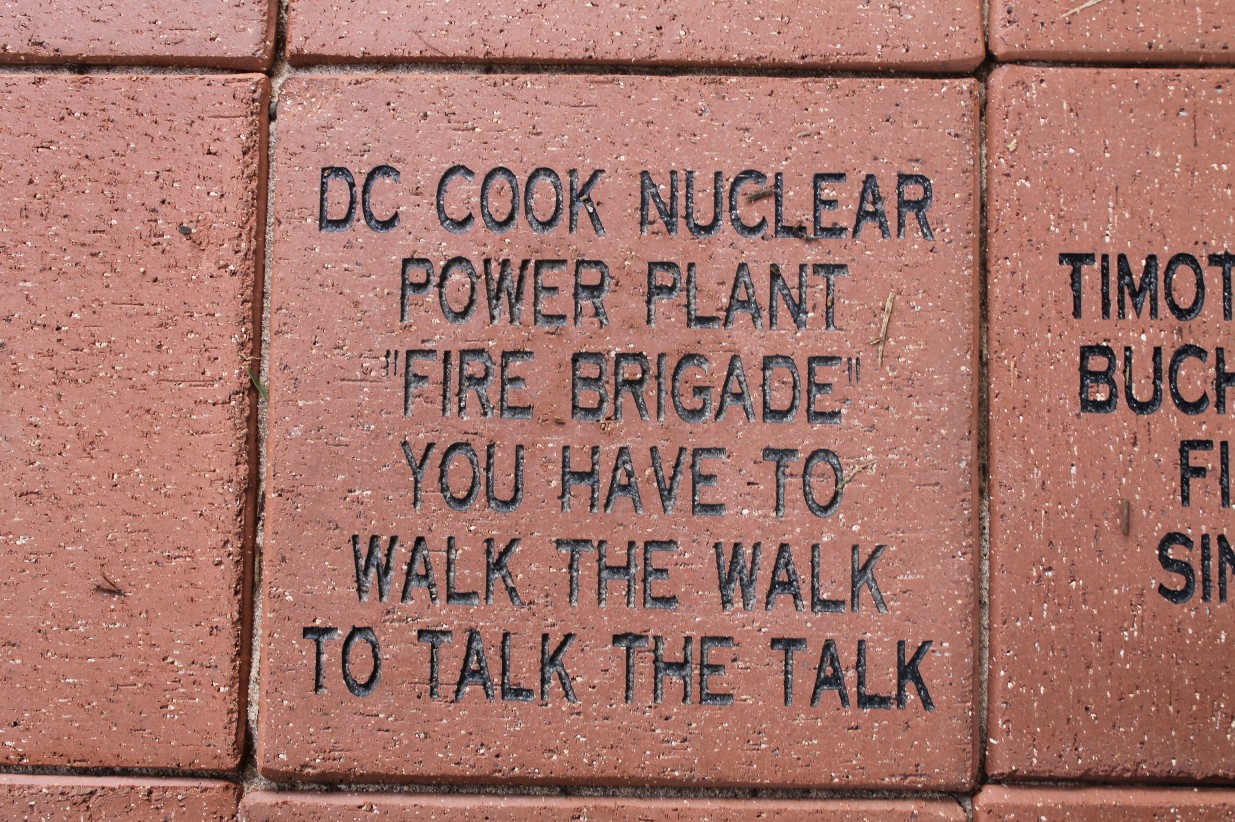 DC COOK NUCLEAR
POWER PLANT
"FIRE BRIGADE"
YOU HAVE TO
WALK THE WALK
TO TALK THE TALK